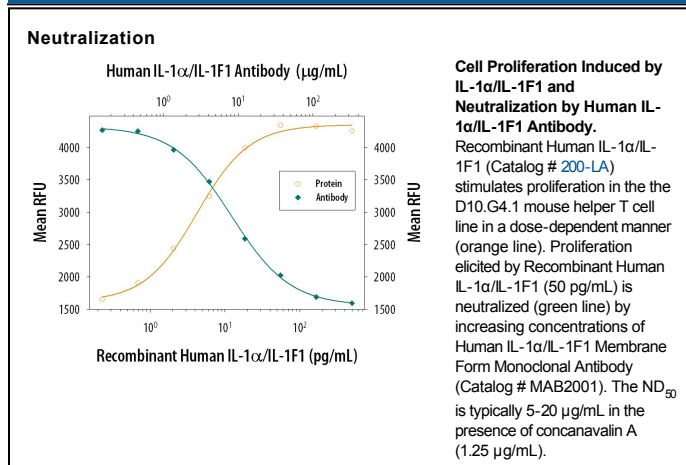 Neutralization
Human IL-1α/IL-1F1 Antibody (µg/mL)
10⁰ 10¹ 10²
4000 4000
3500 3500
3000 3000
2500 2500
2000 2000
1500 1500
Mean RFU
Mean RFU
Protein
Antibody
10⁰ 10¹ 10²
Recombinant Human IL-1α/IL-1F1 (pg/mL)
Cell Proliferation Induced by
IL-1α/IL-1F1 and
Neutralization by Human IL-
1α/IL-1F1 Antibody.
Recombinant Human IL-1α/IL-
1F1 (Catalog # 200-LA)
stimulates proliferation in the the
D10.G4.1 mouse helper T cell
line in a dose-dependent manner
(orange line). Proliferation
elicited by Recombinant Human
IL-1α/IL-1F1 (50 pg/mL) is
neutralized (green line) by
increasing concentrations of
Human IL-1α/IL-1F1 Membrane
Form Monoclonal Antibody
(Catalog # MAB2001). The ND₅₀
is typically 5-20 µg/mL in the
presence of concanavalin A
(1.25 µg/mL).